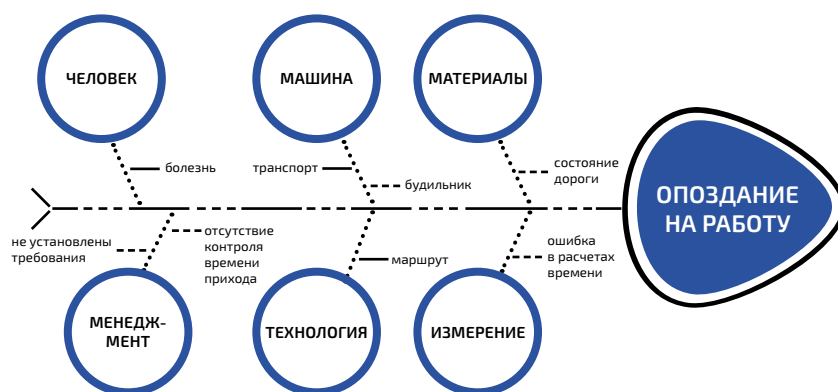 ЧЕЛОВЕК
МАШИНА
МАТЕРИАЛЫ
болезнь
транспорт
будильник
состояние
дороги
ОПОЗДАНИЕ
НА РАБОТУ
не установлены
требования
отсутствие
контроля
времени
прихода
маршрут
ошибка
в расчетах
времени
МЕНЕДЖ-
МЕНТ
ТЕХНОЛОГИЯ
ИЗМЕРЕНИЕ